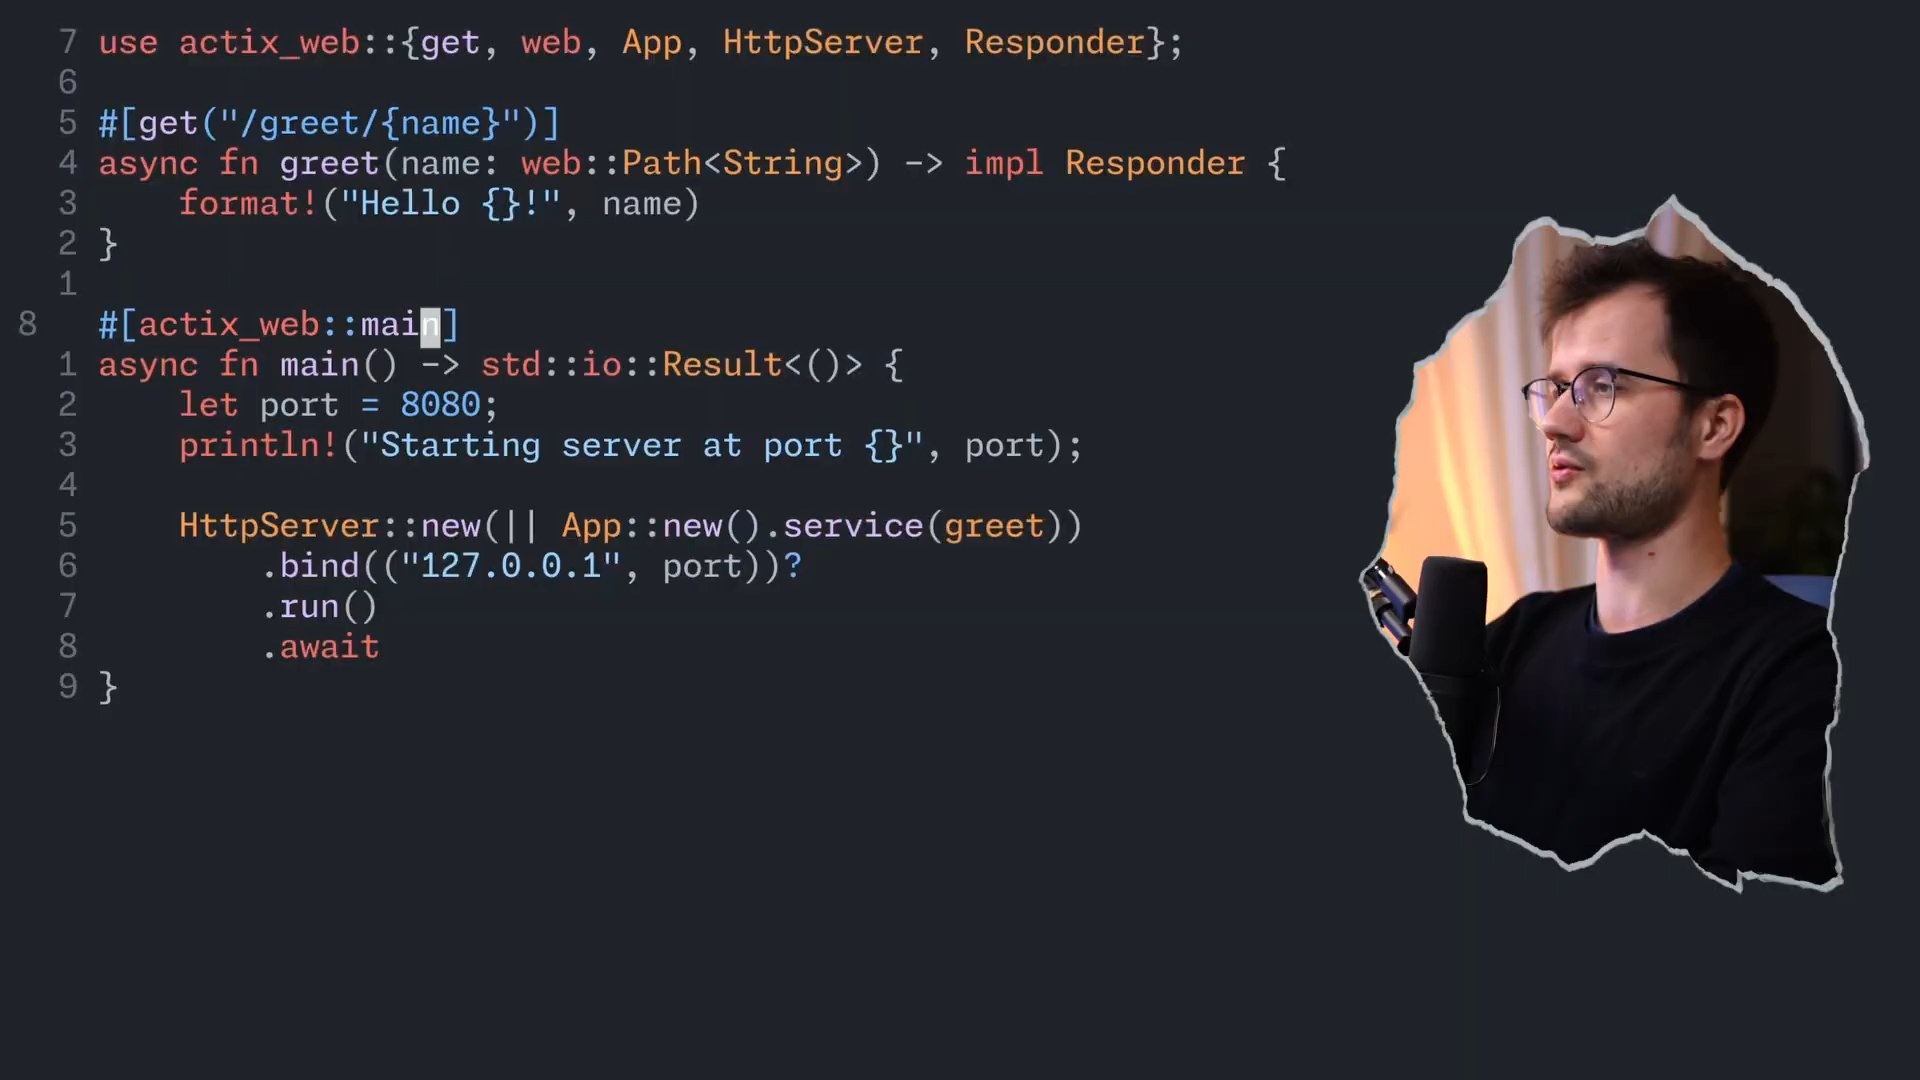 7 use actix_web::{get, web, App, HttpServer, Responder};
6
5 #[get("/greet/{name}")]
4 async fn greet(name: web::Path<String>) -> impl Responder {
3     format!("Hello {}!", name)
2 }
1
8 #[actix_web::main]
1 async fn main() -> std::io::Result<()> {
2     let port = 8080;
3     println!("Starting server at port {}", port);
4
5     HttpServer::new(|| App::new().service(greet))
6         .bind(("127.0.0.1", port))?
7         .run()
8         .await
9 }